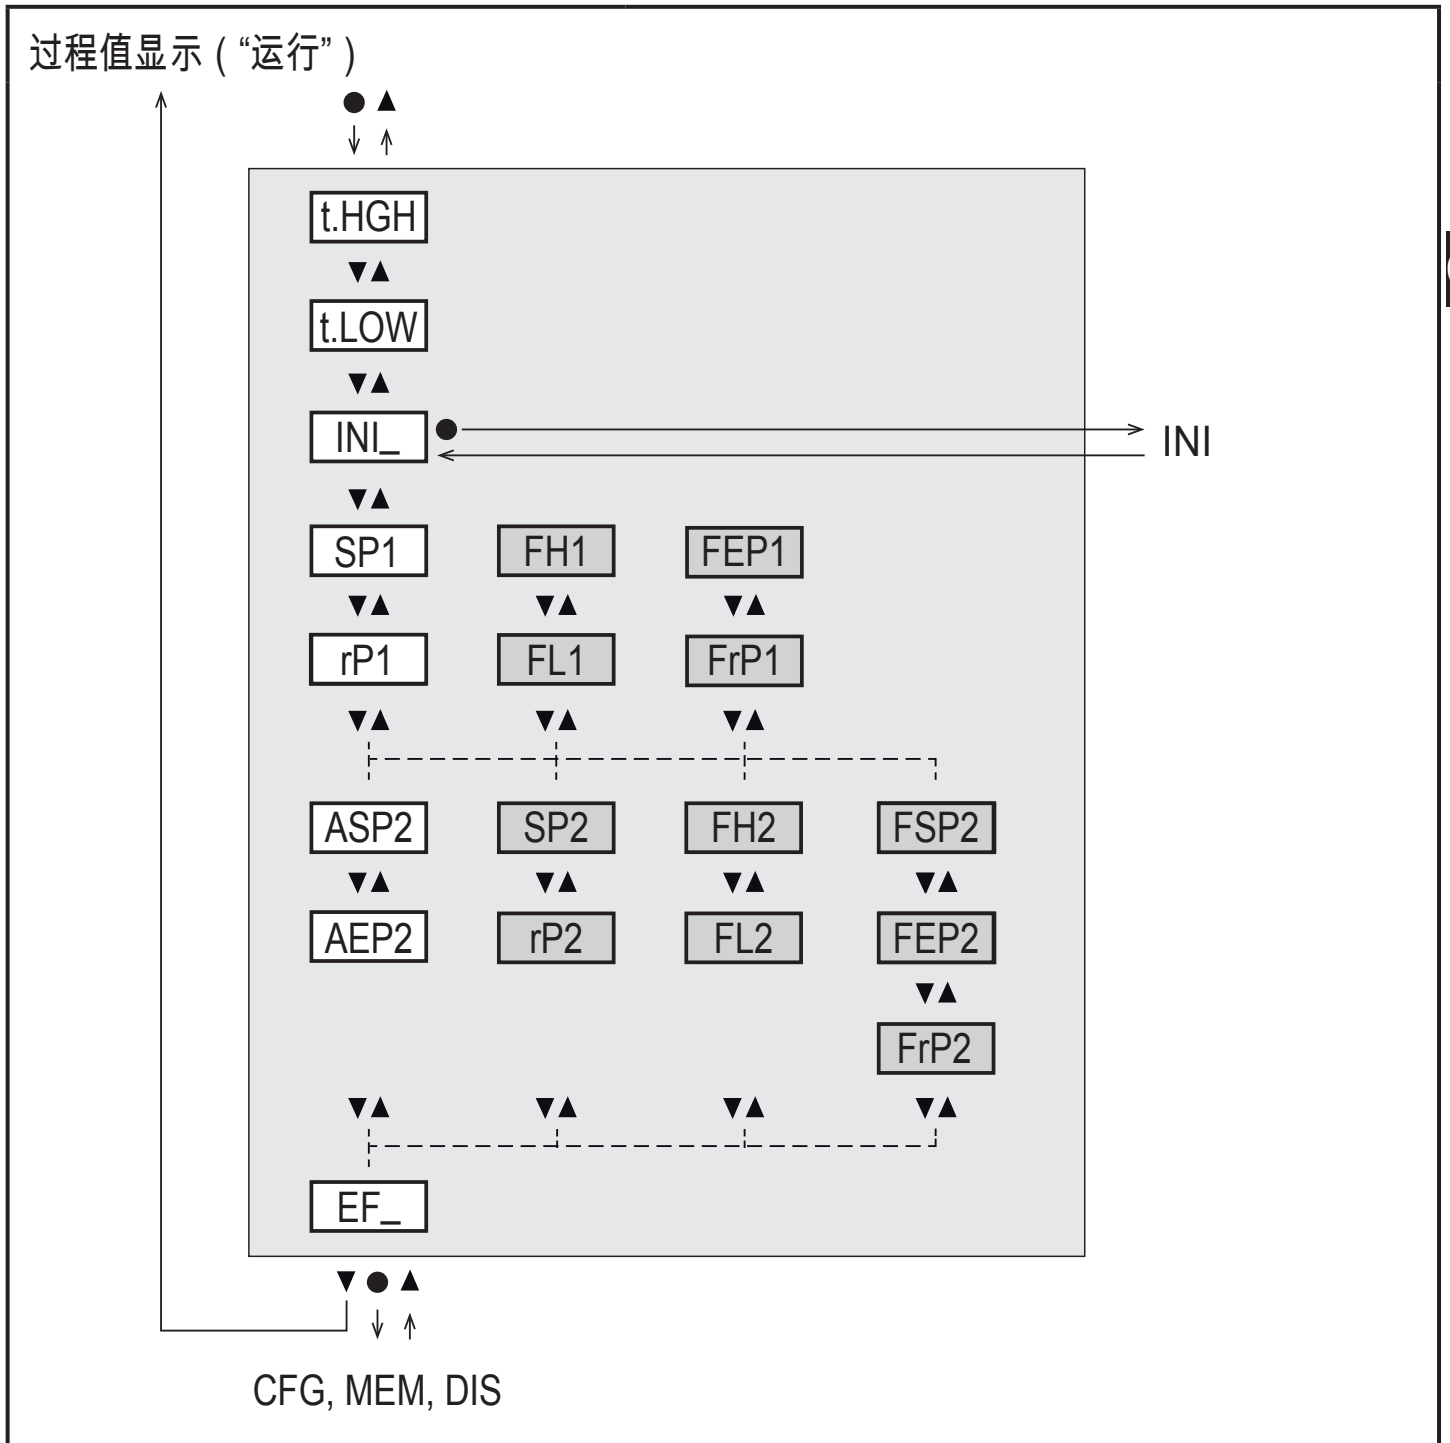 过程值显示 ( “运行” )
t.HGH
t.LOW
INI_
INI
SP1 FH1 FEP1
rP1 FL1 FrP1
ASP2 SP2 FH2 FSP2
AEP2 rP2 FL2 FEP2
FrP2
EF_
CFG, MEM, DIS